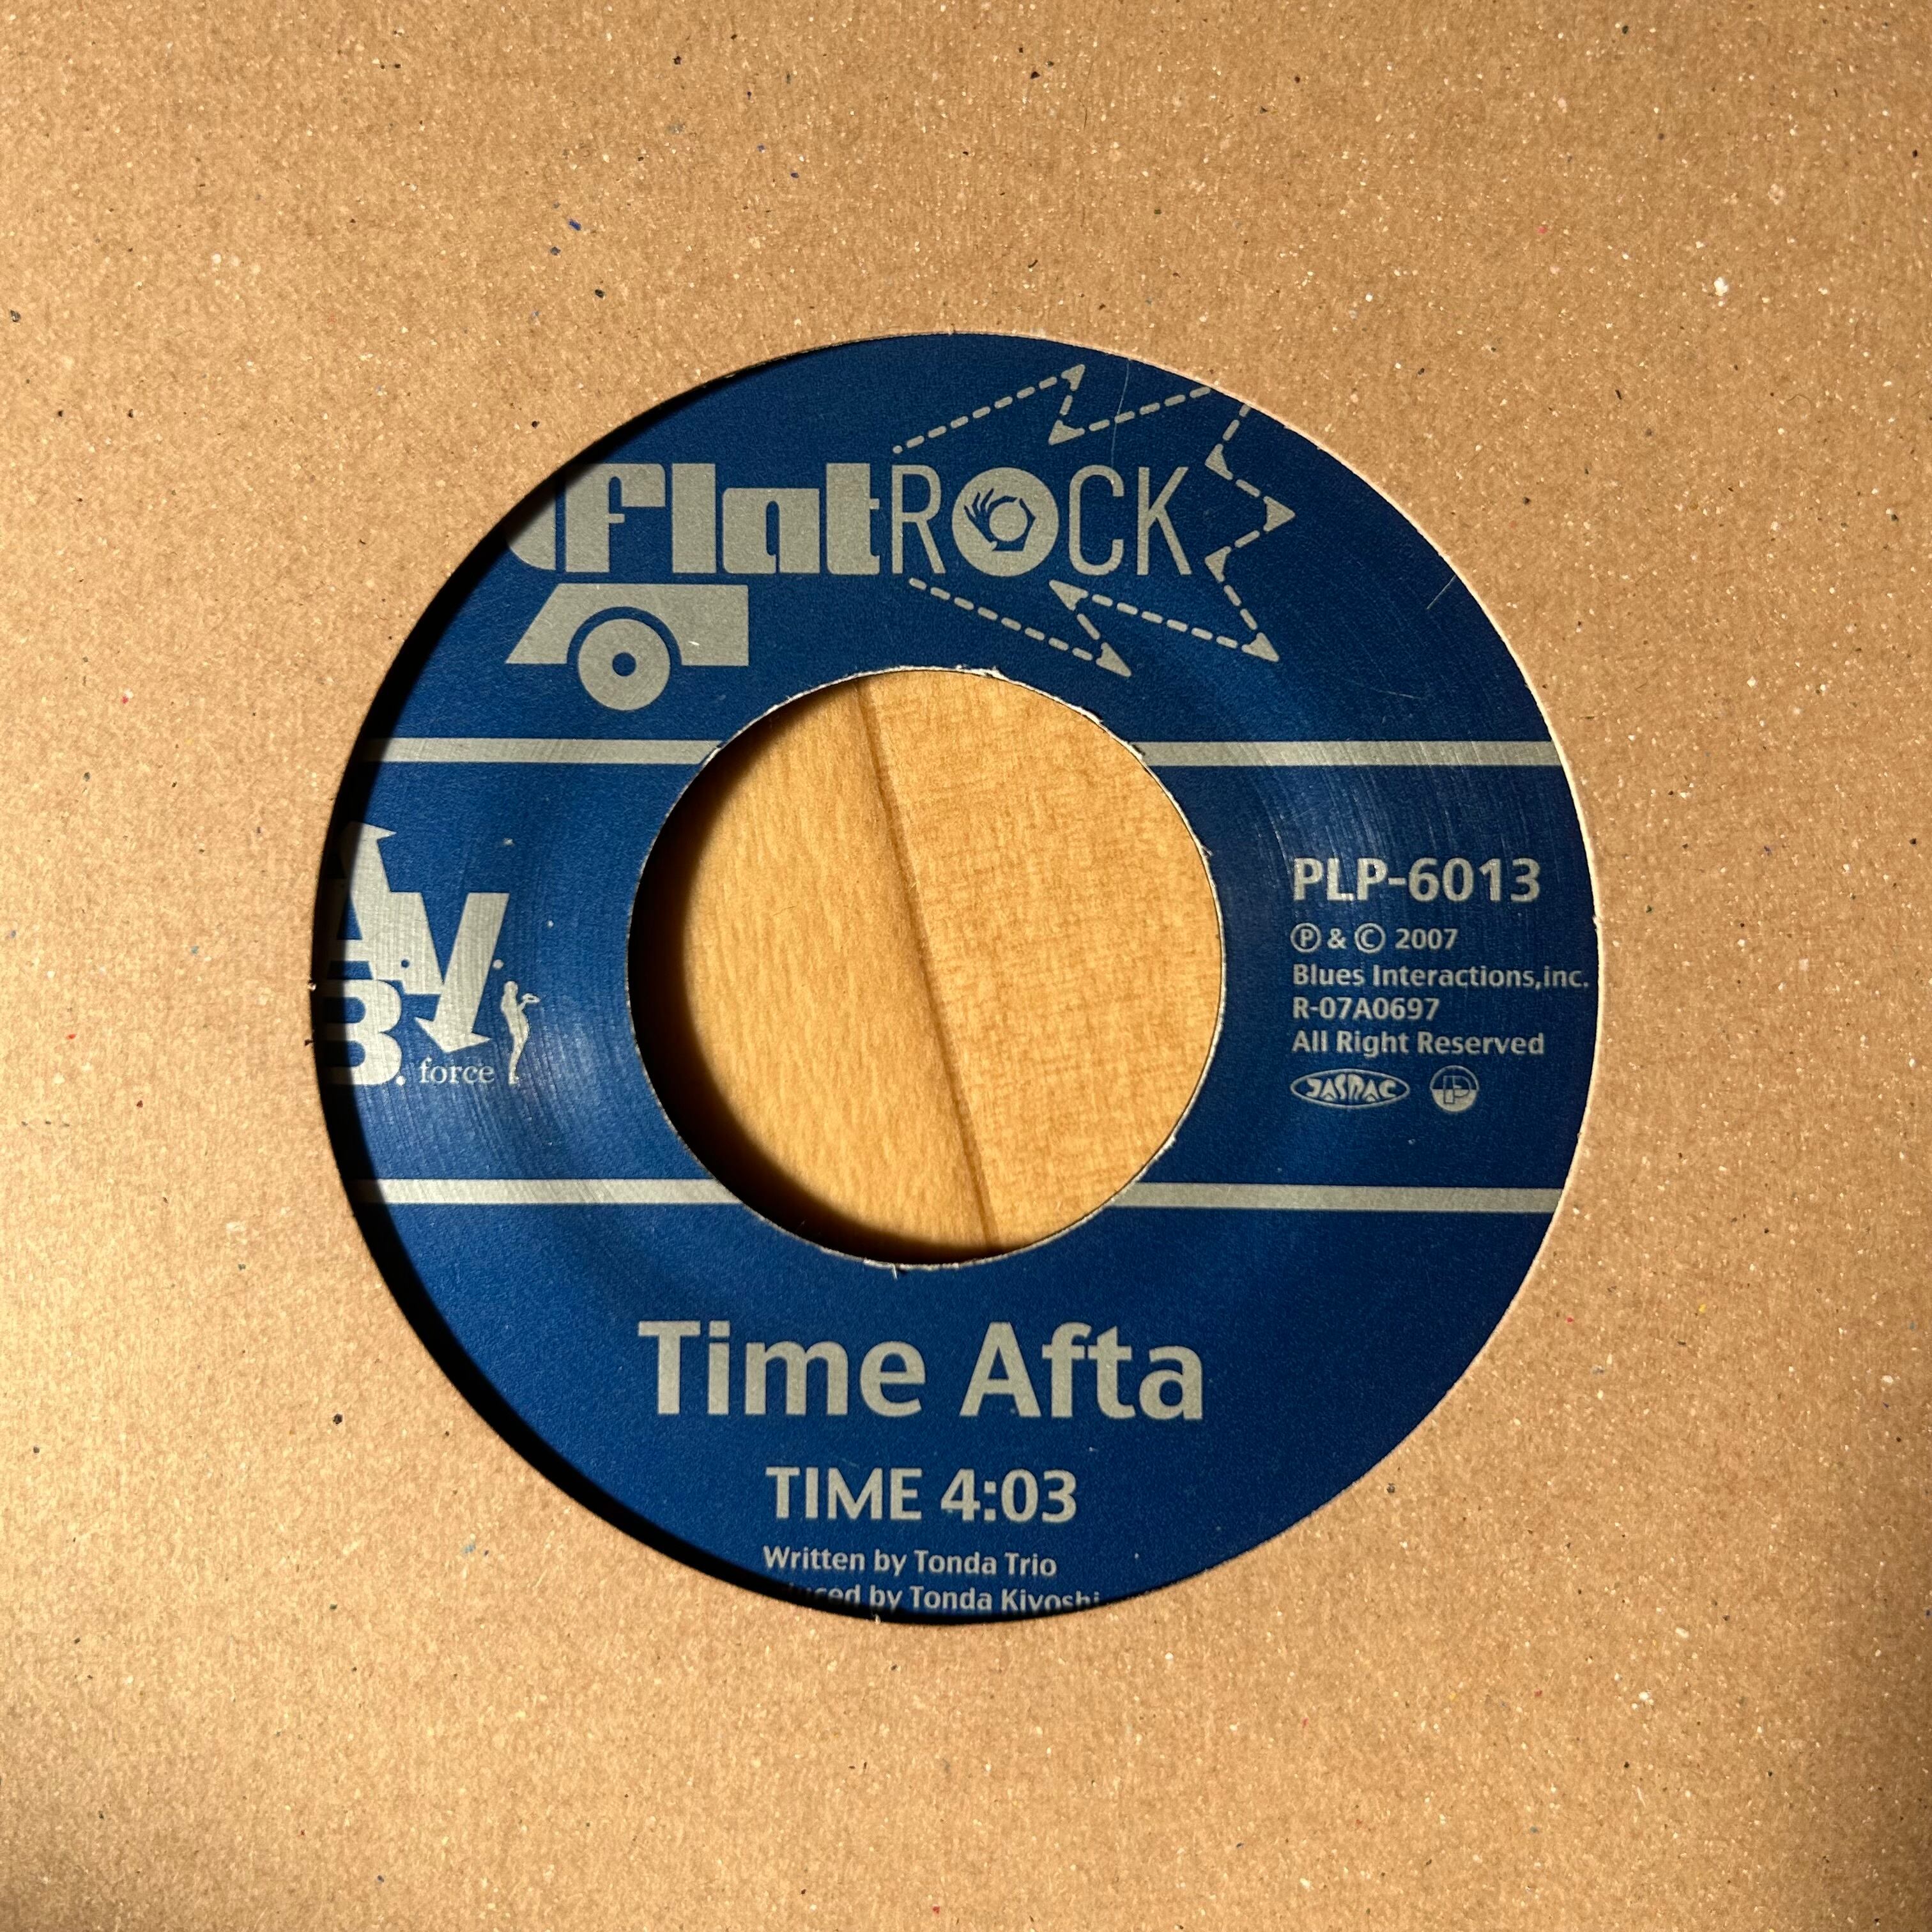 flatROCK
A.V.
B. force
PLP-6013
Ⓟ & Ⓒ 2007
Blues Interactions,inc.
R-07A0697
All Right Reserved
JASRAC
Time Afta
TIME 4:03
Written by Tonda Trio
by Tonda Kiyoshi